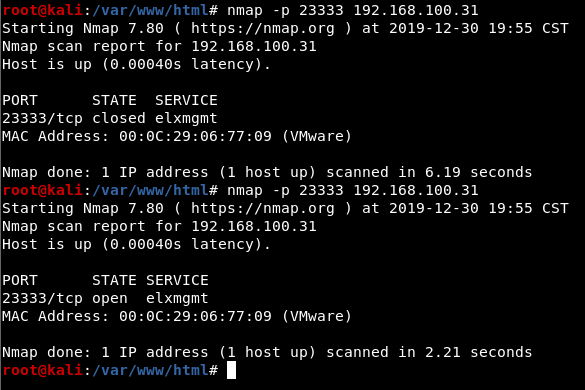 root@kali:/var/www/html# nmap -p 23333 192.168.100.31
Starting Nmap 7.80 ( https://nmap.org ) at 2019-12-30 19:55 CST
Nmap scan report for 192.168.100.31
Host is up (0.00040s latency).

PORT      STATE  SERVICE
23333/tcp closed elxmgmt
MAC Address: 00:0C:29:06:77:09 (VMware)

Nmap done: 1 IP address (1 host up) scanned in 6.19 seconds
root@kali:/var/www/html# nmap -p 23333 192.168.100.31
Starting Nmap 7.80 ( https://nmap.org ) at 2019-12-30 19:55 CST
Nmap scan report for 192.168.100.31
Host is up (0.00040s latency).

PORT      STATE SERVICE
23333/tcp open  elxmgmt
MAC Address: 00:0C:29:06:77:09 (VMware)

Nmap done: 1 IP address (1 host up) scanned in 2.21 seconds
root@kali:/var/www/html#